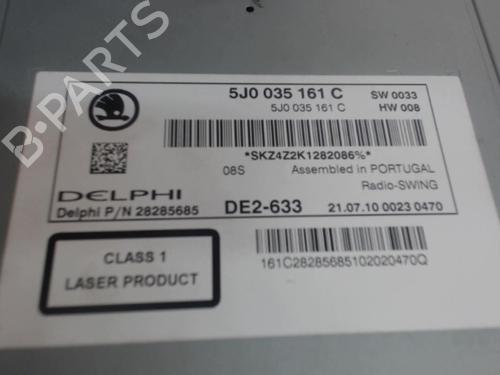 B-PARTS
5J0 035 161 C SW 0033
5J0 035 161 C HW 008
*SKZ4Z2K1282086%*
08S Assembled in PORTUGAL
Radio-SWING
DELPHI
Delphi P/N 28285685 DE2-633 21.07.10 0023 0470
CLASS 1
LASER PRODUCT
161C28285685102020470Q